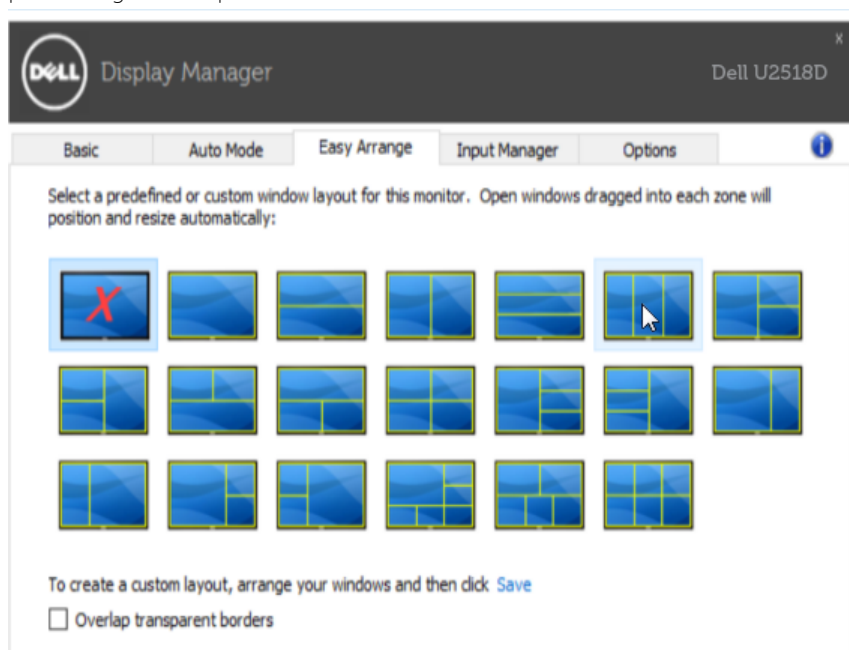 DELL Display Manager
x
Dell U2518D
Basic Auto Mode Easy Arrange Input Manager Options i
Select a predefined or custom window layout for this monitor. Open windows dragged into each zone will
position and resize automatically:
X
To create a custom layout, arrange your windows and then click Save
Overlap transparent borders